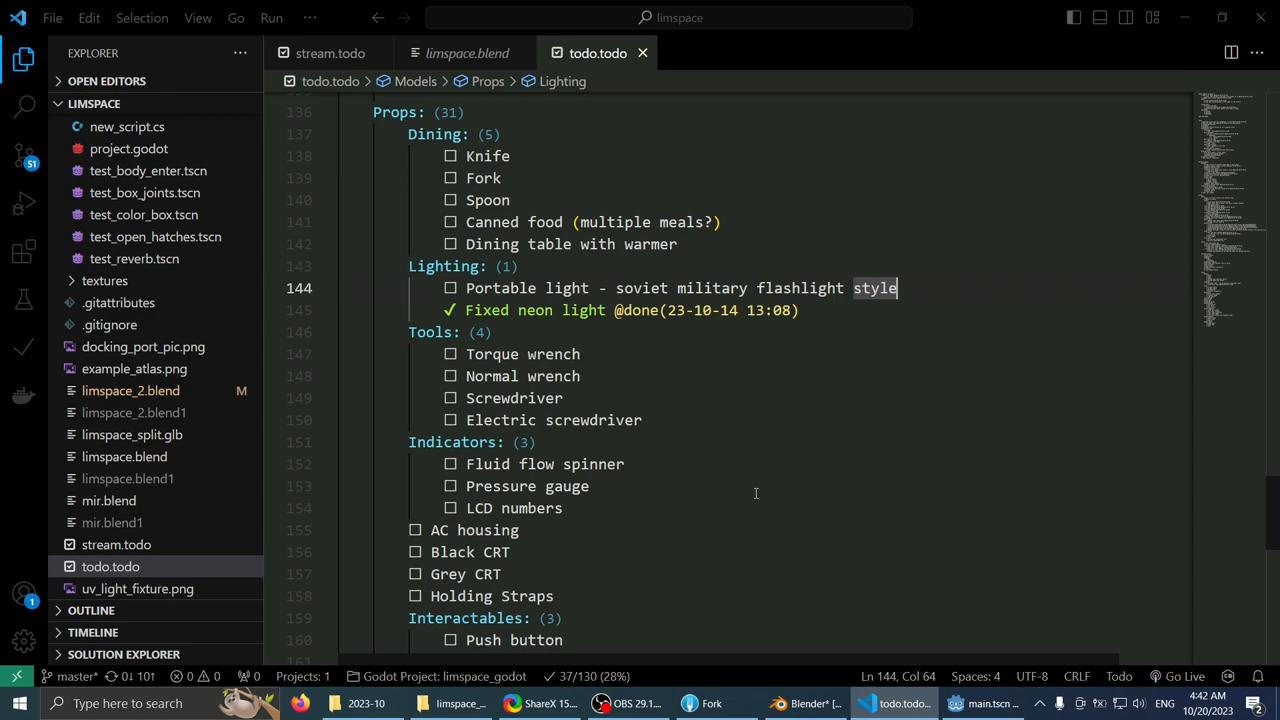 File Edit Selection View Go Run ··· limspace
EXPLORER ···
stream.todo limspace.blend todo.todo
OPEN EDITORS
todo.todo > Models > Props > Lighting
LIMSPACE
new_script.cs
project.godot
test_body_enter.tscn
test_box_joints.tscn
test_color_box.tscn
test_open_hatches.tscn
test_reverb.tscn
textures
.gitattributes
.gitignore
docking_port_pic.png
example_atlas.png
limspace_2.blend M
limspace_2.blend1
limspace_split.glb
limspace.blend
limspace.blend1
mir.blend
mir.blend1
stream.todo
todo.todo
uv_light_fixture.png
OUTLINE
TIMELINE
SOLUTION EXPLORER
51
1
136 Props: (31)
137 Dining: (5)
138 Knife
139 Fork
140 Spoon
141 Canned food (multiple meals?)
142 Dining table with warmer
143 Lighting: (1)
144 Portable light - soviet military flashlight style
145 ✓ Fixed neon light @done(23-10-14 13:08)
146 Tools: (4)
147 Torque wrench
148 Normal wrench
149 Screwdriver
150 Electric screwdriver
151 Indicators: (3)
152 Fluid flow spinner
153 Pressure gauge
154 LCD numbers
155 AC housing
156 Black CRT
157 Grey CRT
158 Holding Straps
159 Interactables: (3)
160 Push button
161
master* 0↓ 10↑ 0 0 0 Projects: 1 Godot Project: limspace_godot ✓ 37/130 (28%) Ln 144, Col 64 Spaces: 4 UTF-8 CRLF Todo Go Live
Type here to search 2023-10 limspace_... ShareX 15.... OBS 29.1.... Fork Blender* [... todo.todo... main.tscn ... 4:42 AM
10/20/2023
2